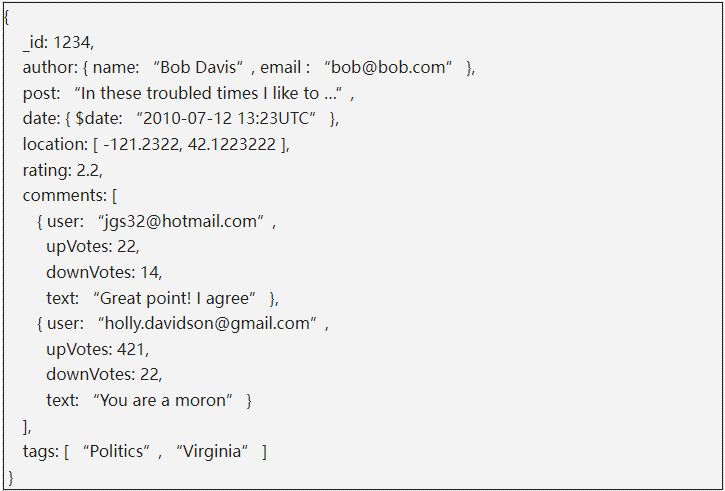 {
_id: 1234,
author: { name: “Bob Davis“, email : “bob@bob.com” },
post: “In these troubled times I like to …“,
date: { $date: “2010-07-12 13:23UTC” },
location: [ -121.2322, 42.1223222 ],
rating: 2.2,
comments: [
{ user: “jgs32@hotmail.com“,
upVotes: 22,
downVotes: 14,
text: “Great point! I agree” },
{ user: “holly.davidson@gmail.com“,
upVotes: 421,
downVotes: 22,
text: “You are a moron” }
],
tags: [ “Politics“, “Virginia” ]
}